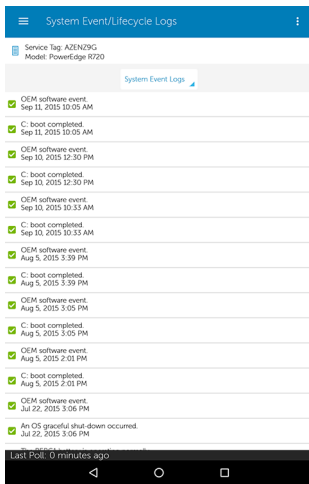 System Event/Lifecycle Logs
Service Tag: AZENZ9G
Model: PowerEdge R720
System Event Logs
OEM software event.
Sep 11, 2015 10:05 AM
C: boot completed.
Sep 11, 2015 10:05 AM
OEM software event.
Sep 10, 2015 12:30 PM
C: boot completed.
Sep 10, 2015 12:30 PM
OEM software event.
Sep 10, 2015 10:33 AM
C: boot completed.
Sep 10, 2015 10:33 AM
OEM software event.
Aug 5, 2015 3:39 PM
C: boot completed.
Aug 5, 2015 3:39 PM
OEM software event.
Aug 5, 2015 3:05 PM
C: boot completed.
Aug 5, 2015 3:05 PM
OEM software event.
Aug 5, 2015 2:01 PM
C: boot completed.
Aug 5, 2015 2:01 PM
OEM software event.
Jul 22, 2015 3:06 PM
An OS graceful shut-down occurred.
Jul 22, 2015 3:06 PM
Last Poll: 0 minutes ago